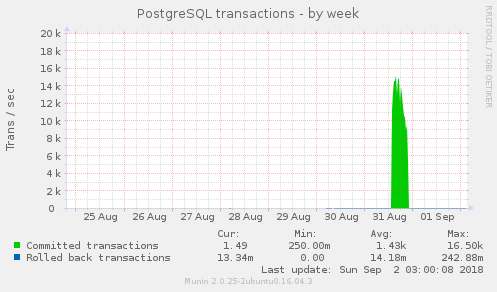 PostgreSQL transactions - by week
RRDTOOL / TOBI OETIKER
Trans / sec
20 k
18 k
16 k
14 k
12 k
10 k
8 k
6 k
4 k
2 k
0
25 Aug 26 Aug 27 Aug 28 Aug 29 Aug 30 Aug 31 Aug 01 Sep
Cur: Min: Avg: Max:
Committed transactions 1.49 250.00m 1.43k 16.50k
Rolled back transactions 13.34m 0.00 14.18m 242.88m
Last update: Sun Sep 2 03:00:08 2018
Munin 2.0.25-2ubuntu0.16.04.3